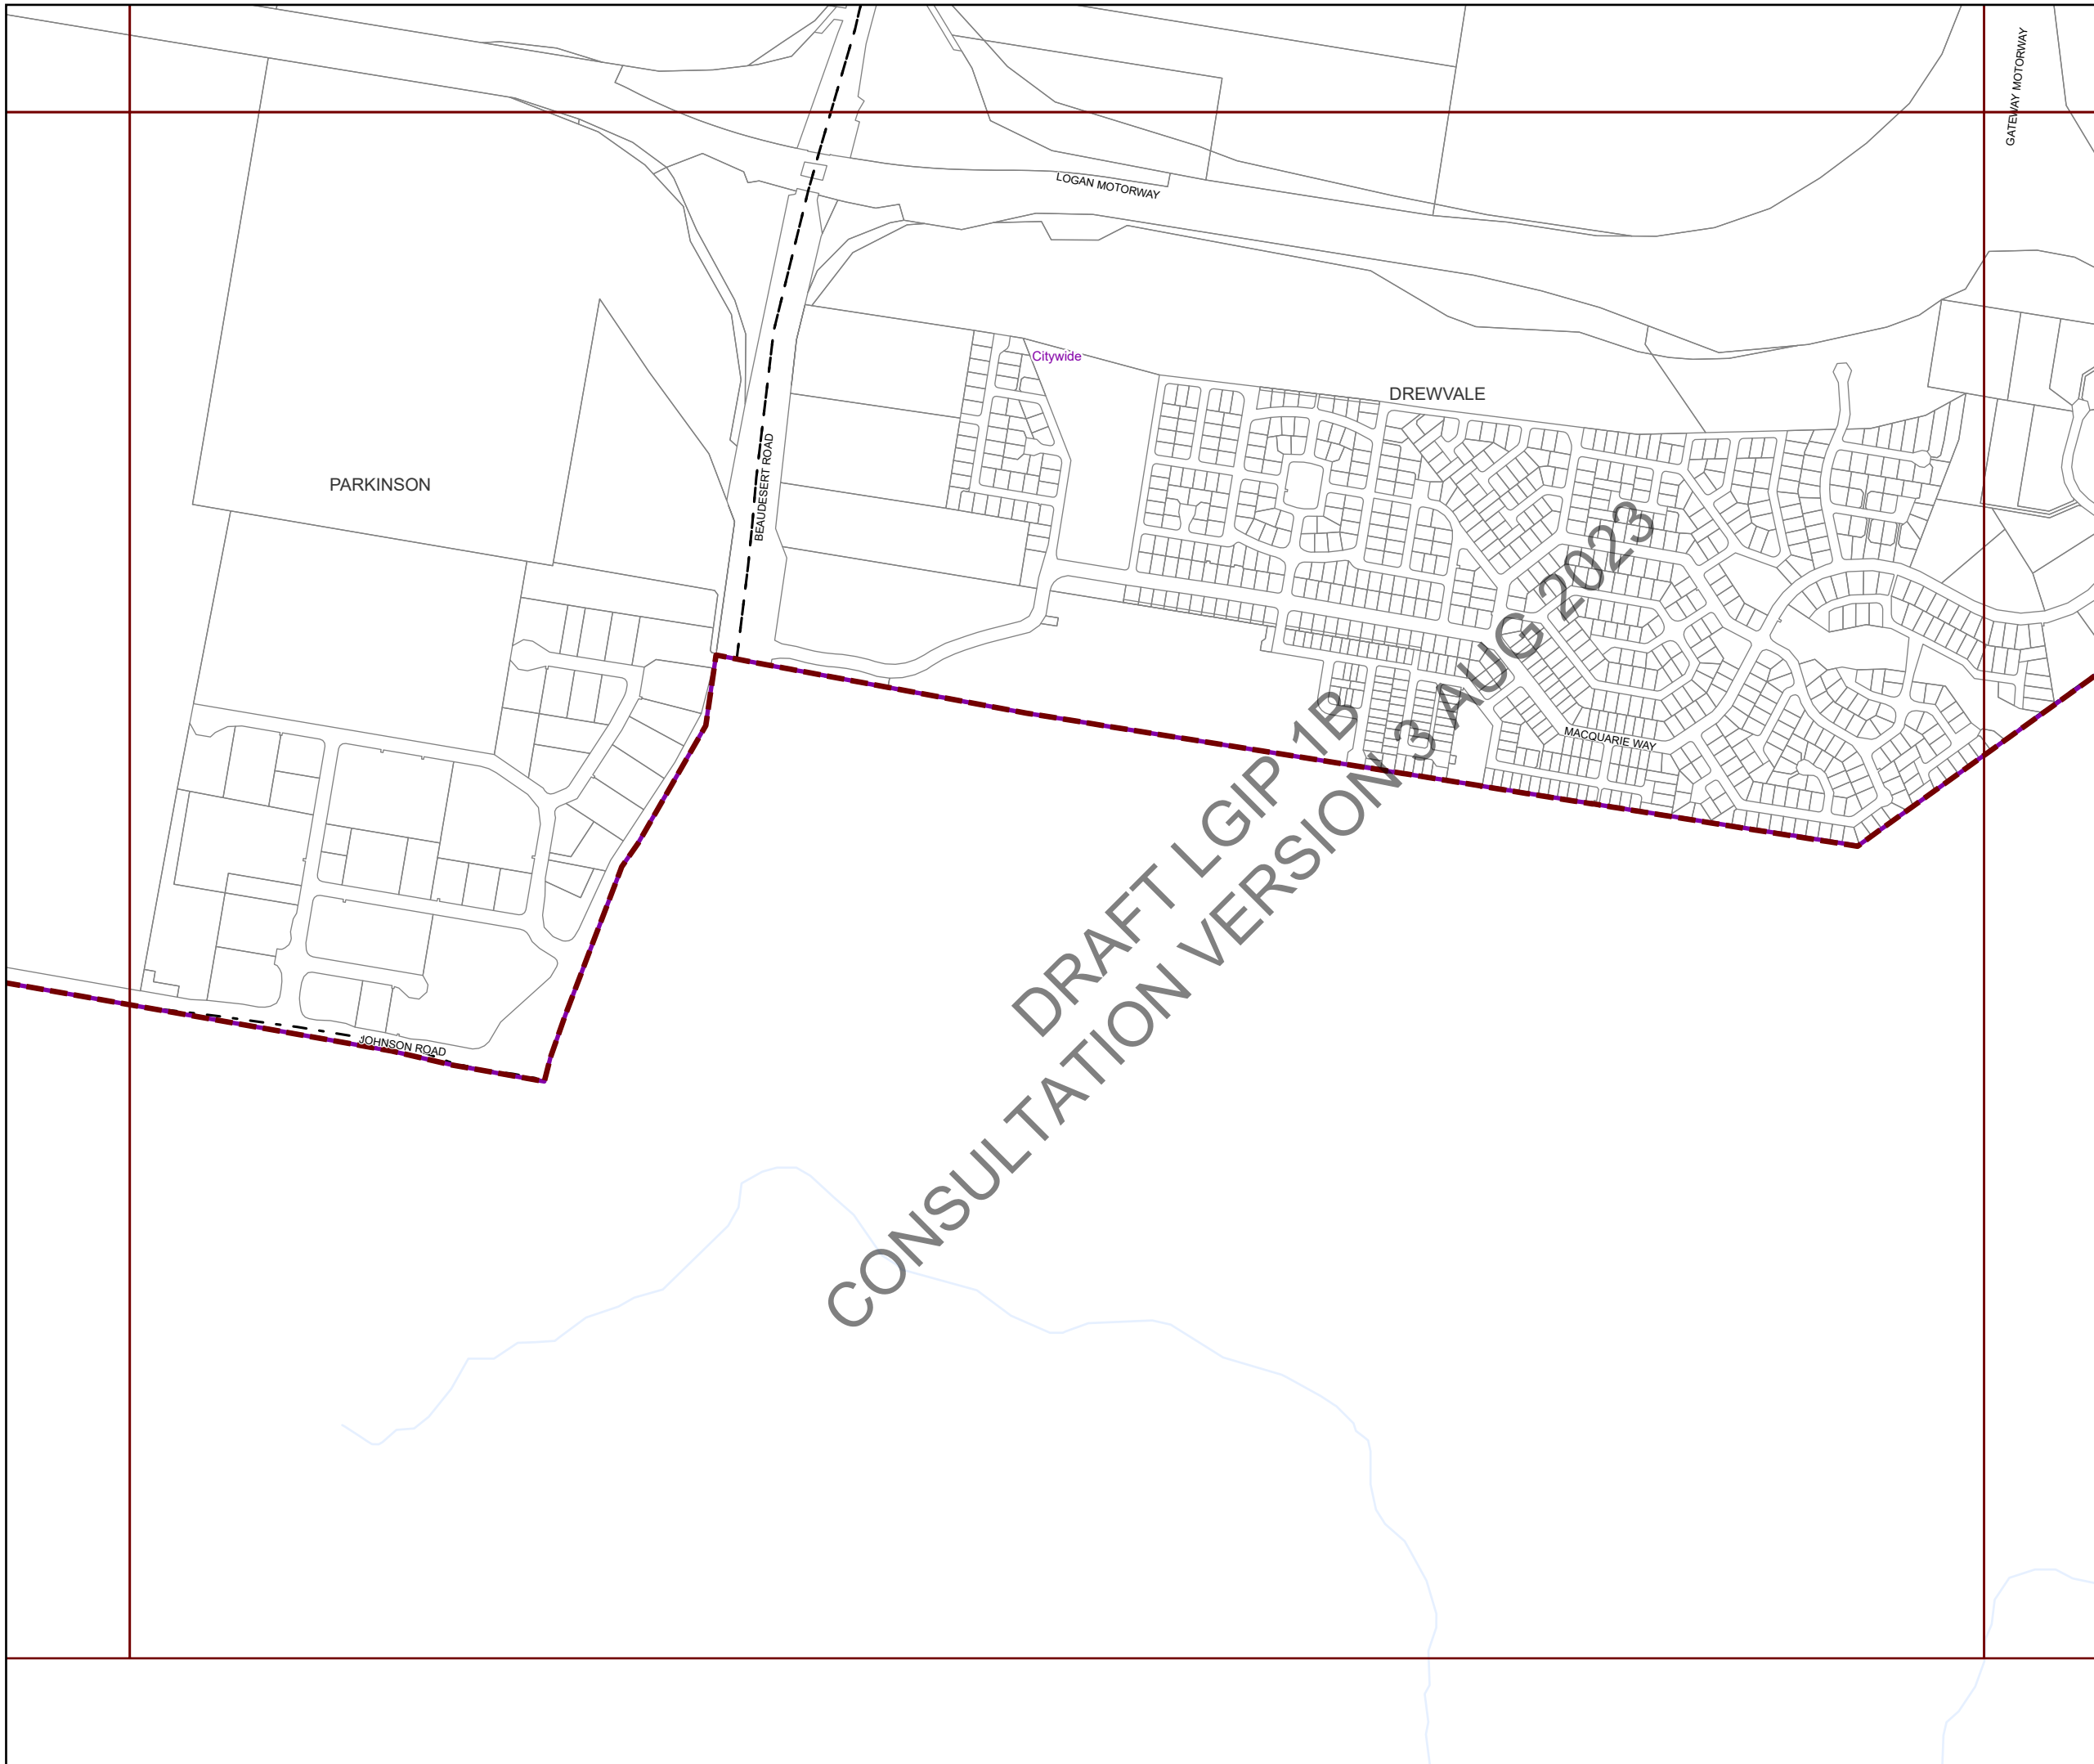 GATEWAY MOTORWAY
LOGAN MOTORWAY
Citywide
DREWVALE
PARKINSON
BEAUDESERT ROAD
MACQUARIE WAY
JOHNSON ROAD
DRAFT LGIP 1B
CONSULTATION VERSION 3 AUG 2023